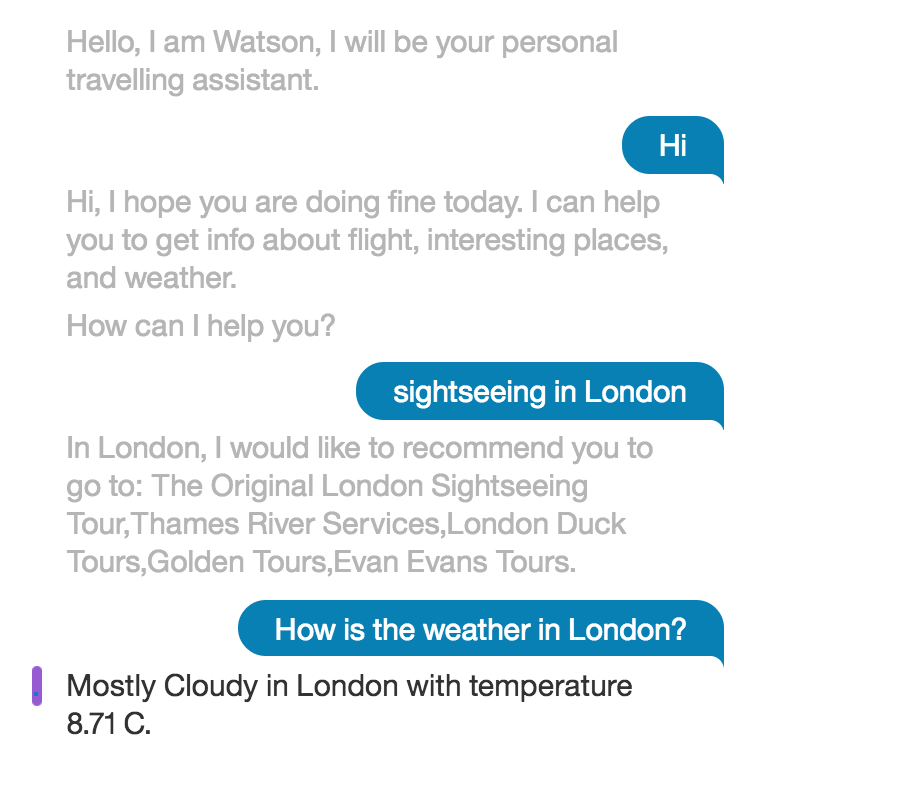 Hello, I am Watson, I will be your personal
travelling assistant.
Hi
Hi, I hope you are doing fine today. I can help
you to get info about flight, interesting places,
and weather.
How can I help you?
sightseeing in London
In London, I would like to recommend you to
go to: The Original London Sightseeing
Tour,Thames River Services,London Duck
Tours,Golden Tours,Evan Evans Tours.
How is the weather in London?
Mostly Cloudy in London with temperature
8.71 C.